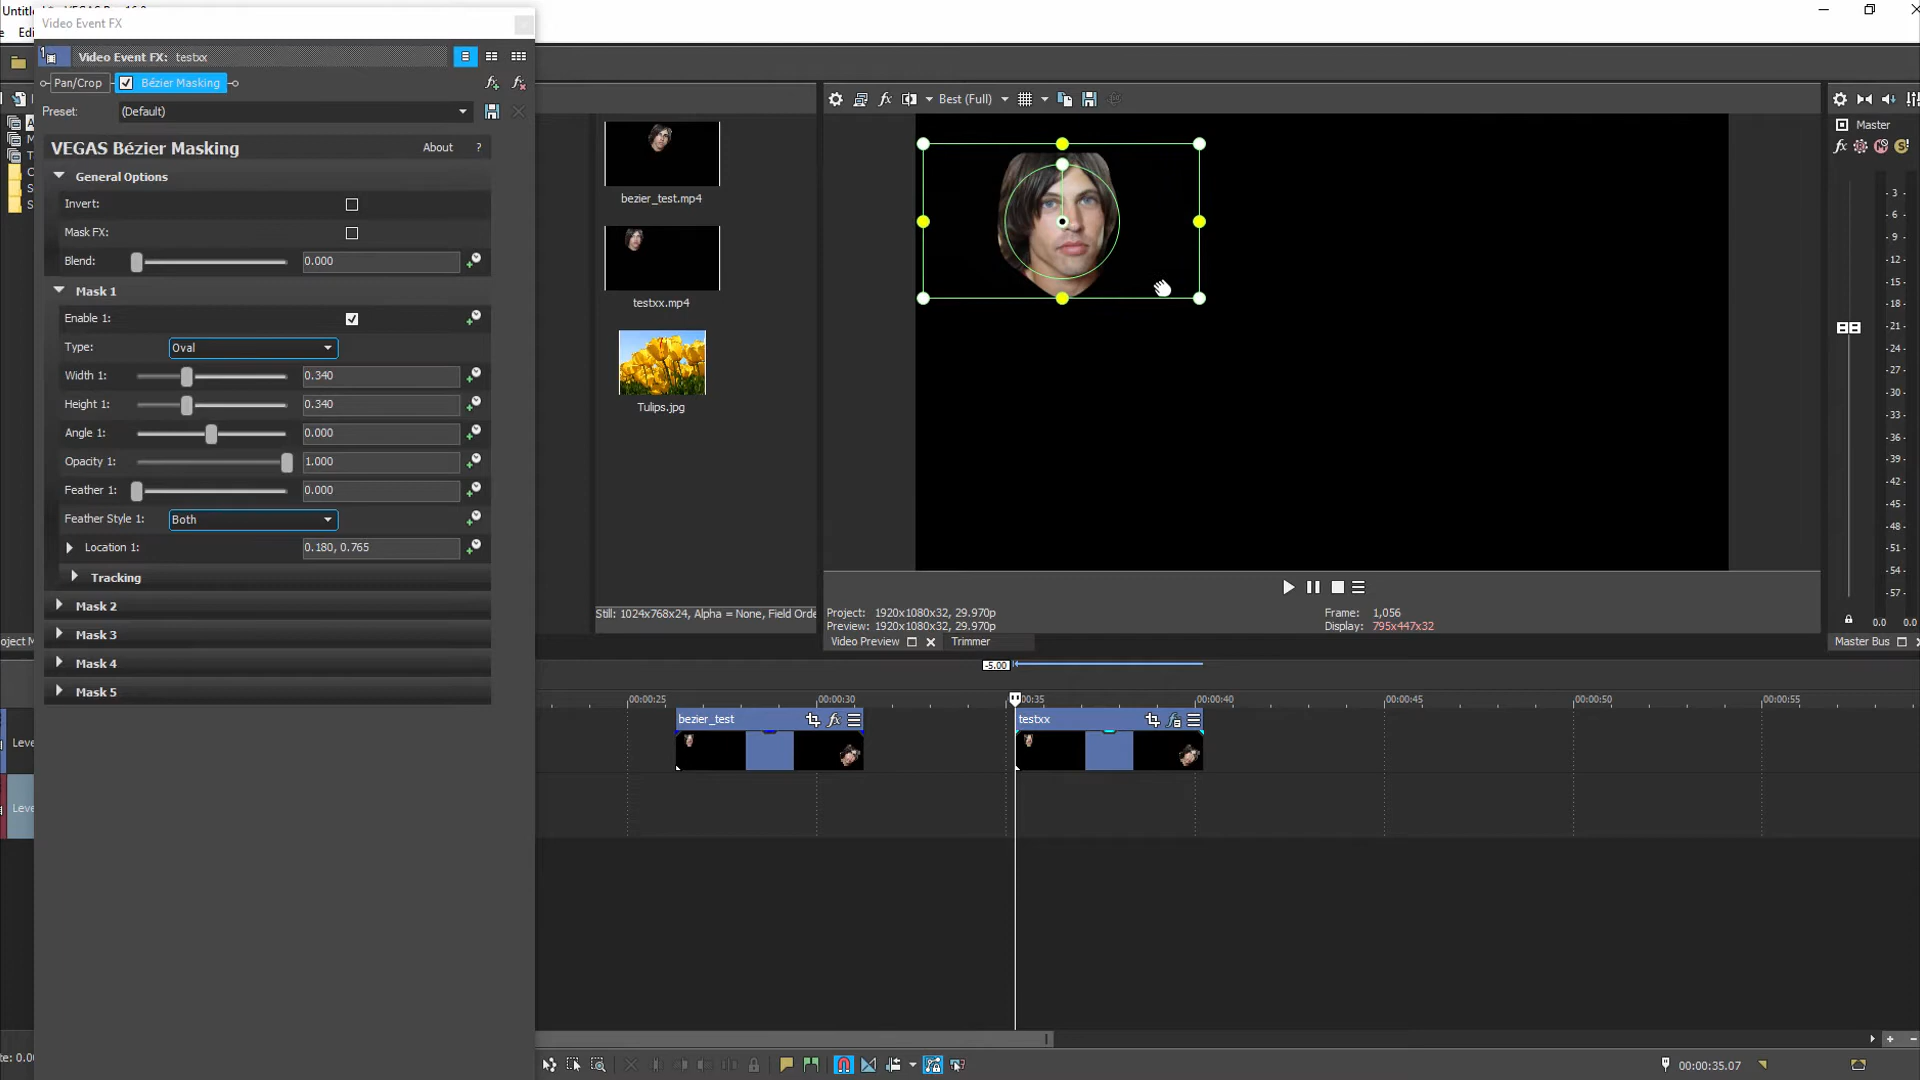 Video Event FX
Video Event FX: testxx
Pan/Crop
Bézier Masking
Preset:
(Default)
VEGAS Bézier Masking
About
?
General Options
Invert:
Mask FX:
Blend:
0.000
Mask 1
Enable 1:
Type:
Oval
Width 1:
0.340
Height 1:
0.340
Angle 1:
0.000
Opacity 1:
1.000
Feather 1:
0.000
Feather Style 1:
Both
Location 1:
0.180, 0.765
Tracking
Mask 2
Mask 3
Mask 4
Mask 5
bezier_test.mp4
testxx.mp4
Tulips.jpg
Still: 1024x768x24, Alpha = None, Field Orde
Best (Full)
Project: 1920x1080x32, 29.970p
Preview: 1920x1080x32, 29.970p
Frame: 1,056
Display: 795x447x32
Video Preview
Trimmer
Master
-3-
-6-
-9-
-12-
-15-
-18-
-21-
-24-
-27-
-30-
-33-
-36-
-39-
-42-
-45-
-48-
-51-
-54-
-57-
0.0
0.0
Master Bus
-5.00
00:00:25
00:00:30
00:35
00:00:40
00:00:45
00:00:50
00:00:55
bezier_test
testxx
Leve
Leve
00:00:35.07